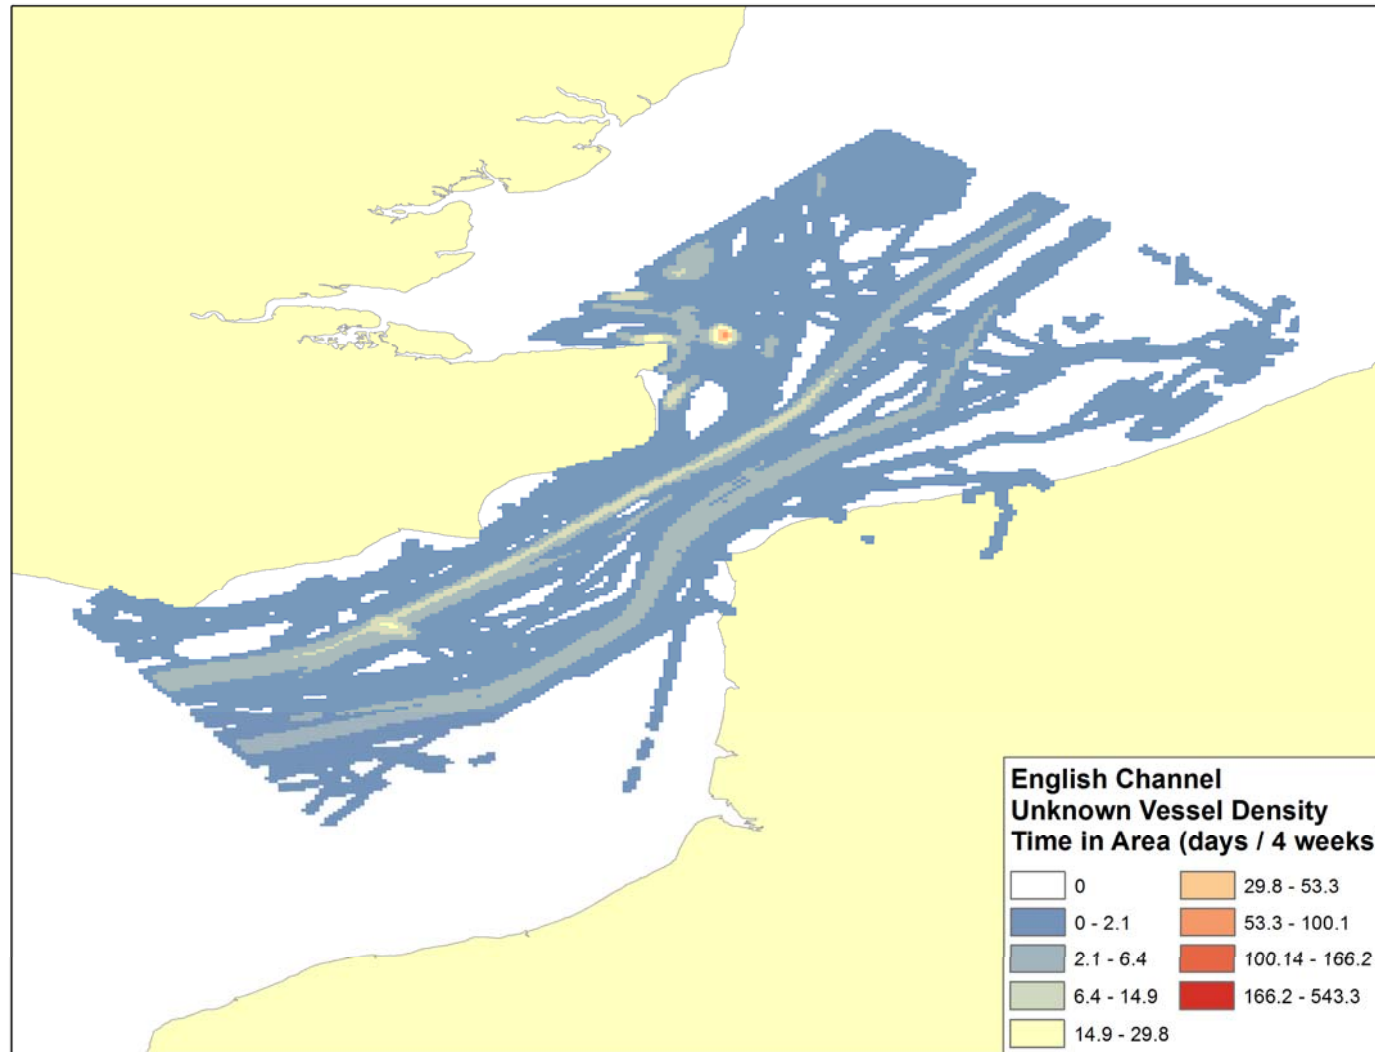 English Channel
Unknown Vessel Density
Time in Area (days / 4 weeks
0
0 - 2.1
2.1 - 6.4
6.4 - 14.9
14.9 - 29.8
29.8 - 53.3
53.3 - 100.1
100.14 - 166.2
166.2 - 543.3